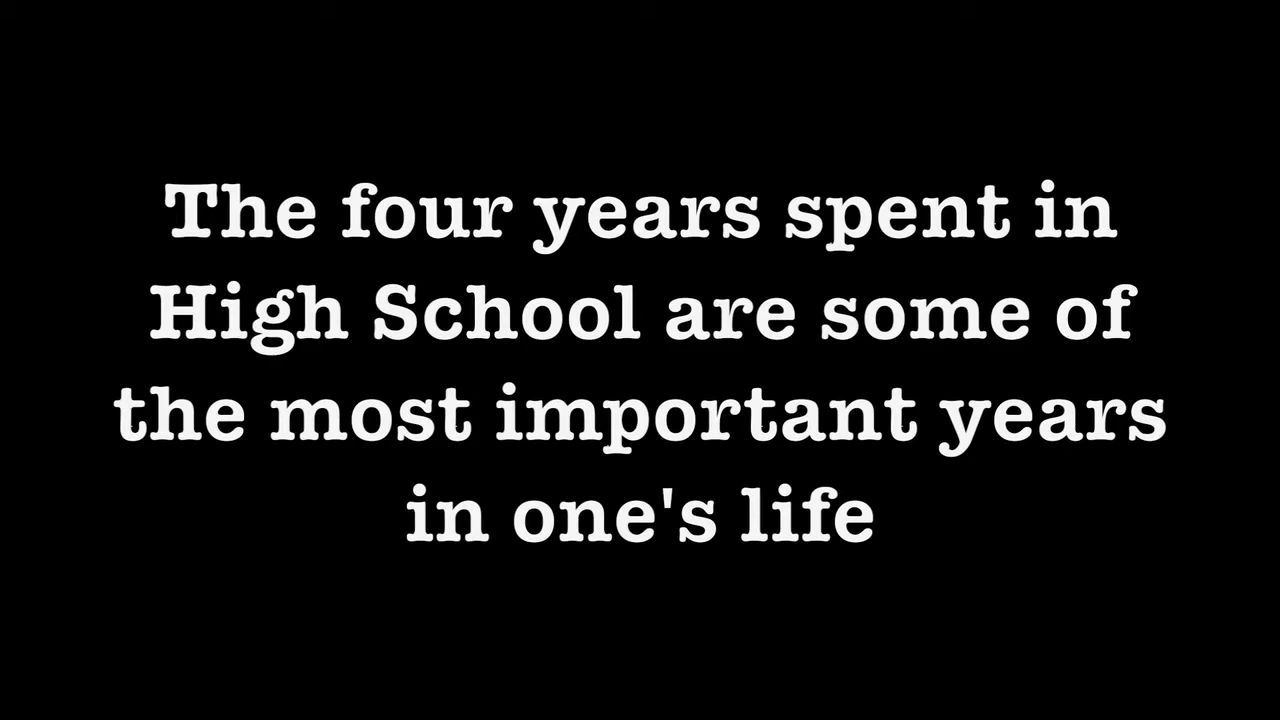 The four years spent in
High School are some of
the most important years
in one's life